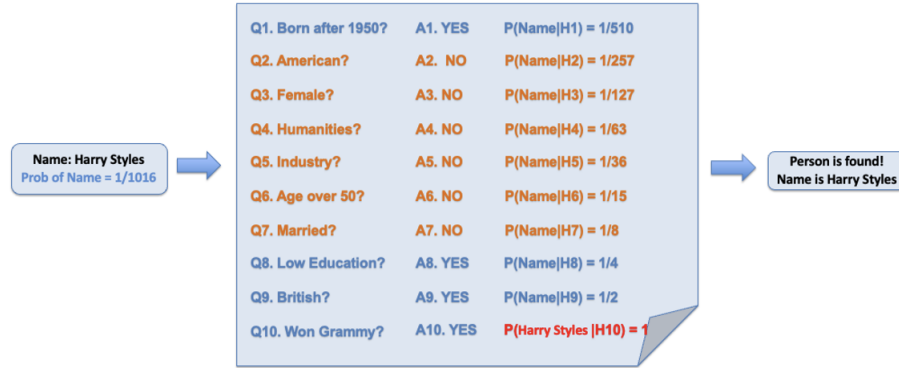 Name: Harry Styles
Prob of Name = 1/1016
Q1. Born after 1950? A1. YES P(Name|H1) = 1/510
Q2. American? A2. NO P(Name|H2) = 1/257
Q3. Female? A3. NO P(Name|H3) = 1/127
Q4. Humanities? A4. NO P(Name|H4) = 1/63
Q5. Industry? A5. NO P(Name|H5) = 1/36
Q6. Age over 50? A6. NO P(Name|H6) = 1/15
Q7. Married? A7. NO P(Name|H7) = 1/8
Q8. Low Education? A8. YES P(Name|H8) = 1/4
Q9. British? A9. YES P(Name|H9) = 1/2
Q10. Won Grammy? A10. YES P(Harry Styles |H10) = 1
Person is found!
Name is Harry Styles